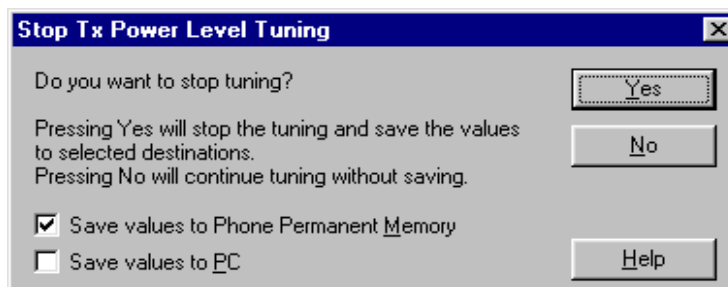 Stop Tx Power Level Tuning
Do you want to stop tuning?
Yes
Pressing Yes will stop the tuning and save the values
to selected destinations.
Pressing No will continue tuning without saving.
No
Save values to Phone Permanent Memory
Save values to PC
Help